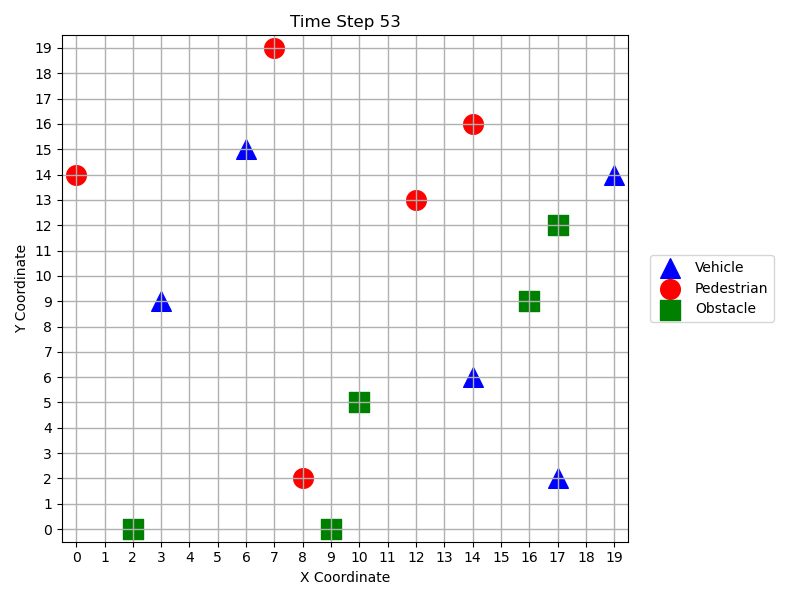 Time Step 53
Y Coordinate
19
18
17
16
15
14
13
12
11
10
9
8
7
6
5
4
3
2
1
0
0 1 2 3 4 5 6 7 8 9 10 11 12 13 14 15 16 17 18 19
X Coordinate
Vehicle
Pedestrian
Obstacle